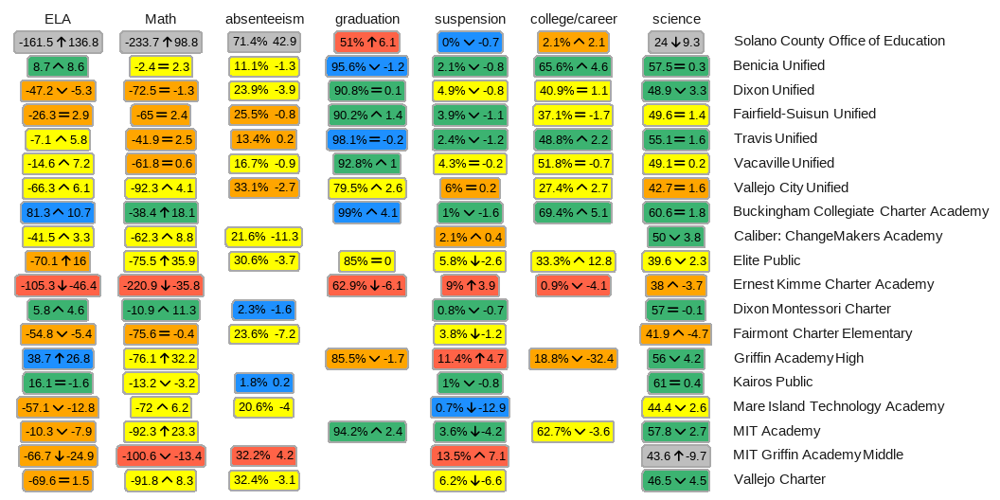 ELA Math absenteeism graduation suspension college/career science
-161.5 ↑ 136.8 -233.7 ↑ 98.8 71.4% 42.9 51% ↑ 6.1 0% ⌄ -0.7 2.1% ^ 2.1 24 ↓ 9.3 Solano County Office of Education
8.7 ^ 8.6 -2.4 = 2.3 11.1% -1.3 95.6% ⌄ -1.2 2.1% ⌄ -0.8 65.6% ^ 4.6 57.5 = 0.3 Benicia Unified
-47.2 ⌄ -5.3 -72.5 = -1.3 23.9% -3.9 90.8% = 0.1 4.9% ⌄ -0.8 40.9% = 1.1 48.9 ⌄ 3.3 Dixon Unified
-26.3 = 2.9 -65 = 2.4 25.5% -0.8 90.2% ^ 1.4 3.9% ⌄ -1.1 37.1% = -1.7 49.6 = 1.4 Fairfield-Suisun Unified
-7.1 ^ 5.8 -41.9 = 2.5 13.4% 0.2 98.1% = -0.2 2.4% ⌄ -1.2 48.8% ^ 2.2 55.1 = 1.6 Travis Unified
-14.6 ^ 7.2 -61.8 = 0.6 16.7% -0.9 92.8% ^ 1 4.3% = -0.2 51.8% = -0.7 49.1 = 0.2 Vacaville Unified
-66.3 ^ 6.1 -92.3 ^ 4.1 33.1% -2.7 79.5% ^ 2.6 6% = 0.2 27.4% ^ 2.7 42.7 = 1.6 Vallejo City Unified
81.3 ^ 10.7 -38.4 ↑ 18.1 99% ^ 4.1 1% ⌄ -1.6 69.4% ^ 5.1 60.6 = 1.8 Buckingham Collegiate Charter Academy
-41.5 ^ 3.3 -62.3 ^ 8.8 21.6% -11.3 2.1% ^ 0.4 50 ⌄ 3.8 Caliber: ChangeMakers Academy
-70.1 ↑ 16 -75.5 ↑ 35.9 30.6% -3.7 85% = 0 5.8% ↓ -2.6 33.3% ^ 12.8 39.6 ⌄ 2.3 Elite Public
-105.3 ↓ -46.4 -220.9 ↓ -35.8 62.9% ↓ -6.1 9% ↑ 3.9 0.9% ⌄ -4.1 38 ^ -3.7 Ernest Kimme Charter Academy
5.8 ^ 4.6 -10.9 ^ 11.3 2.3% -1.6 0.8% ⌄ -0.7 57 = -0.1 Dixon Montessori Charter
-54.8 ⌄ -5.4 -75.6 = -0.4 23.6% -7.2 3.8% ↓ -1.2 41.9 ^ -4.7 Fairmont Charter Elementary
38.7 ↑ 26.8 -76.1 ↑ 32.2 85.5% ⌄ -1.7 11.4% ↑ 4.7 18.8% ⌄ -32.4 56 ⌄ 4.2 Griffin Academy High
16.1 = -1.6 -13.2 ⌄ -3.2 1.8% 0.2 1% ⌄ -0.8 61 = 0.4 Kairos Public
-57.1 ⌄ -12.8 -72 ^ 6.2 20.6% -4 0.7% ↓ -12.9 44.4 ⌄ 2.6 Mare Island Technology Academy
-10.3 ⌄ -7.9 -92.3 ↑ 23.3 94.2% ^ 2.4 3.6% ↓ -4.2 62.7% ⌄ -3.6 57.8 ⌄ 2.7 MIT Academy
-66.7 ↓ -24.9 -100.6 ⌄ -13.4 32.2% 4.2 13.5% ^ 7.1 43.6 ↑ -9.7 MIT Griffin Academy Middle
-69.6 = 1.5 -91.8 ^ 8.3 32.4% -3.1 6.2% ↓ -6.6 46.5 ⌄ 4.5 Vallejo Charter